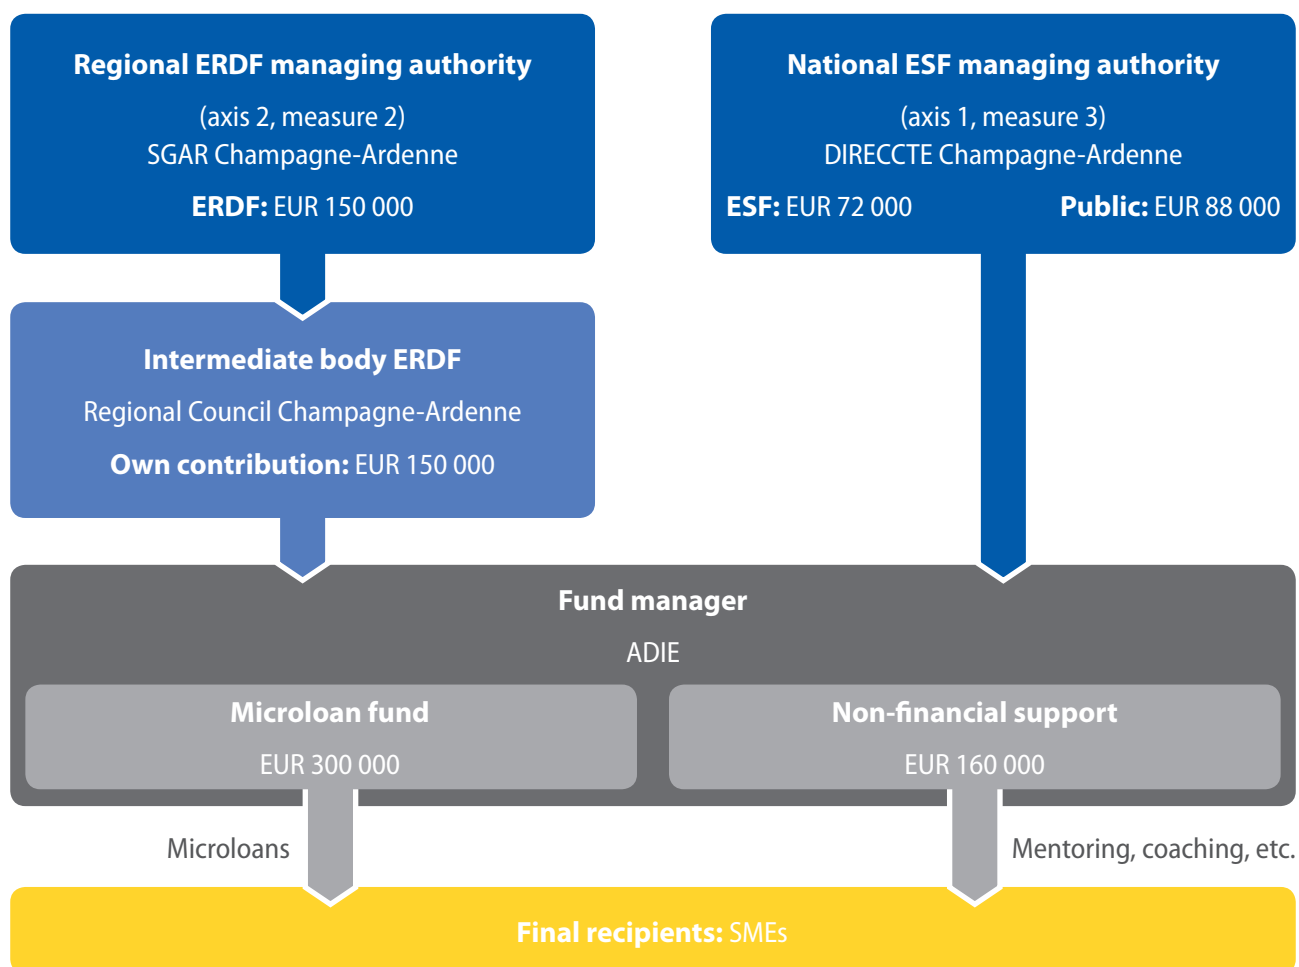 Regional ERDF managing authority
(axis 2, measure 2)
SGAR Champagne-Ardenne
ERDF: EUR 150 000
National ESF managing authority
(axis 1, measure 3)
DIRECCTE Champagne-Ardenne
ESF: EUR 72 000 Public: EUR 88 000
Intermediate body ERDF
Regional Council Champagne-Ardenne
Own contribution: EUR 150 000
Fund manager
ADIE
Microloan fund
EUR 300 000
Non-financial support
EUR 160 000
Microloans
Mentoring, coaching, etc.
Final recipients: SMEs